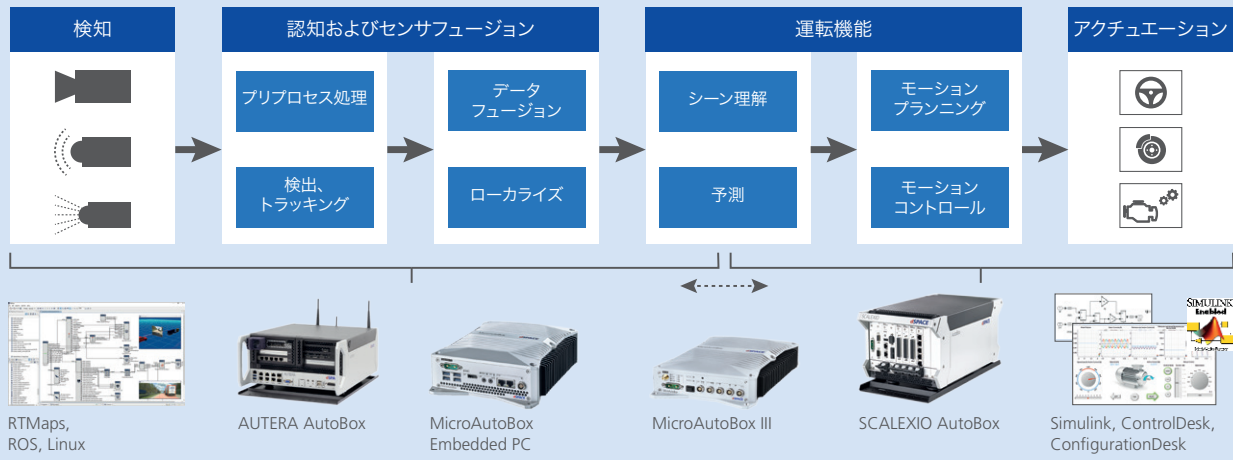 検知
認知およびセンサフュージョン
運転機能
アクチュエーション
プリプロセス処理
データ
フュージョン
シーン理解
モーション
プランニング
検出、
トラッキング
ローカライズ
予測
モーション
コントロール
SCALEXIO
dSPACE
SIMULINK
Enabled
RTMaps,
ROS, Linux
AUTERA AutoBox
MicroAutoBox
Embedded PC
MicroAutoBox III
SCALEXIO AutoBox
Simulink, ControlDesk,
ConfigurationDesk